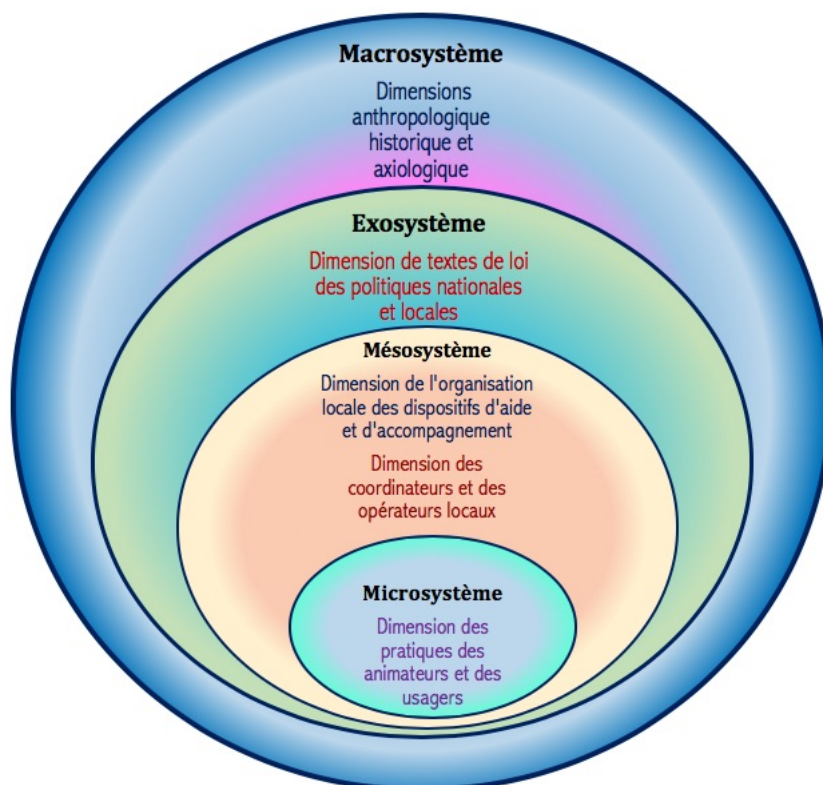 Macrosystème
Dimensions
anthropologique
historique et
axiologique
Exosystème
Dimension de textes de loi
des politiques nationales
et locales
Mésosystème
Dimension de l'organisation
locale des dispositifs d'aide
et d'accompagnement
Dimension des
coordinateurs et des
opérateurs locaux
Microsystème
Dimension des
pratiques des
animateurs et des
usagers